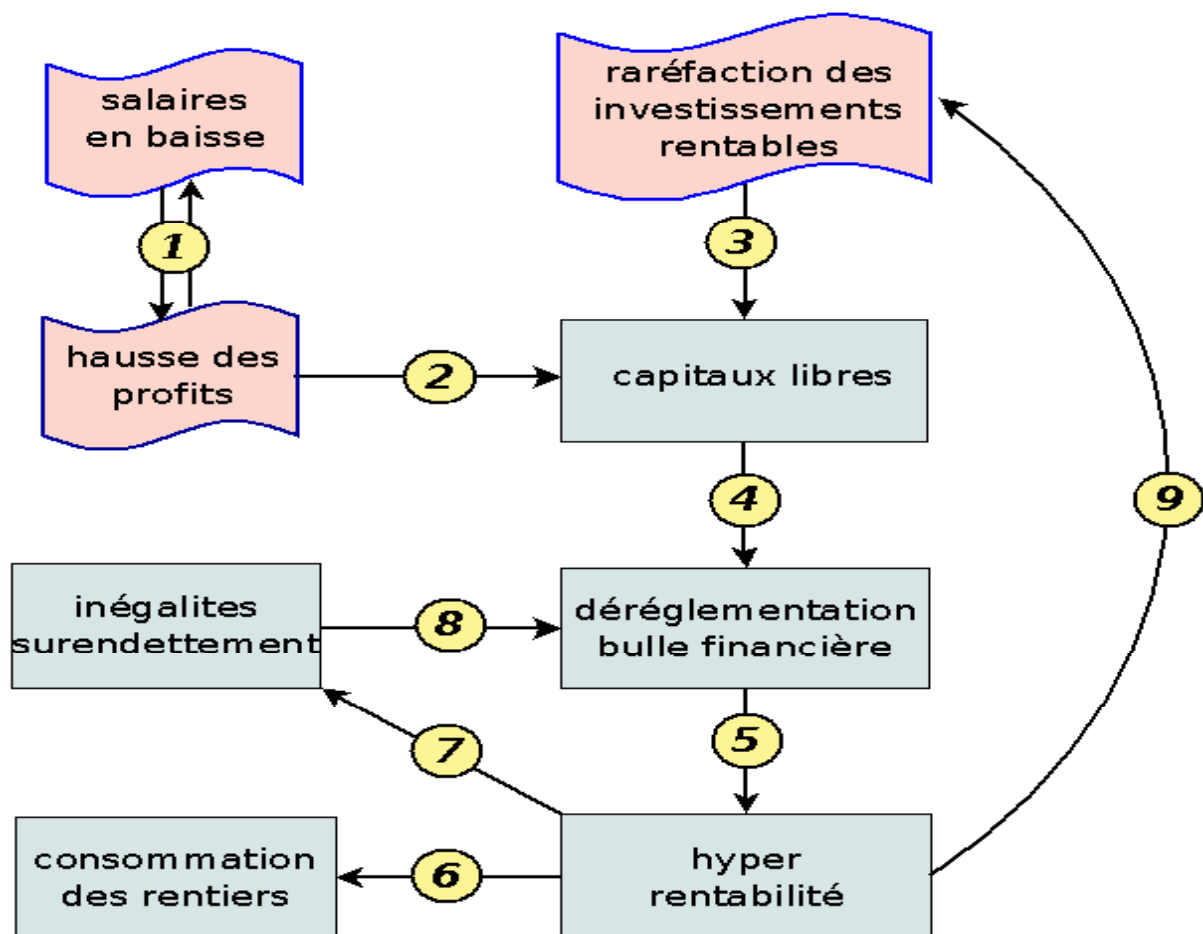 salaires
en baisse
raréfaction des
investissements
rentables
1
3
hausse des
profits
2
capitaux libres
4
9
inégalites
surendettement
8
déréglementation
bulle financière
7
5
consommation
des rentiers
6
hyper
rentabilité